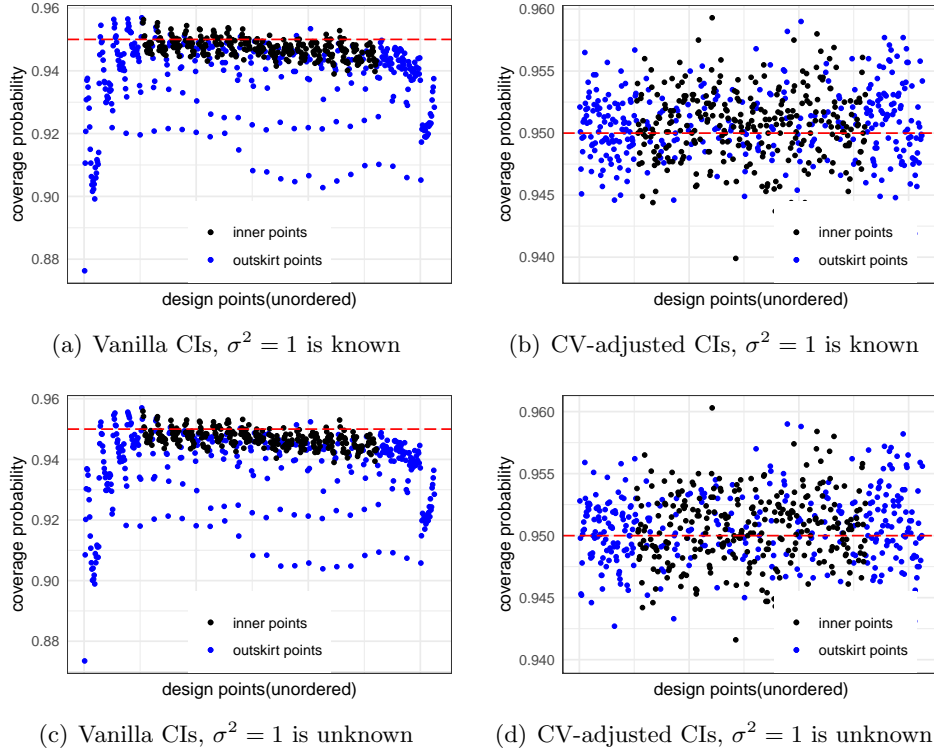 0.96
0.94
0.92
0.90
0.88
coverage probability
inner points
outskirt points
design points(unordered)
(a) Vanilla CIs, σ² = 1 is known
0.960
0.955
0.950
0.945
0.940
coverage probability
inner points
outskirt points
design points(unordered)
(b) CV-adjusted CIs, σ² = 1 is known
0.96
0.94
0.92
0.90
0.88
coverage probability
inner points
outskirt points
design points(unordered)
(c) Vanilla CIs, σ² = 1 is unknown
0.960
0.955
0.950
0.945
0.940
coverage probability
inner points
outskirt points
design points(unordered)
(d) CV-adjusted CIs, σ² = 1 is unknown